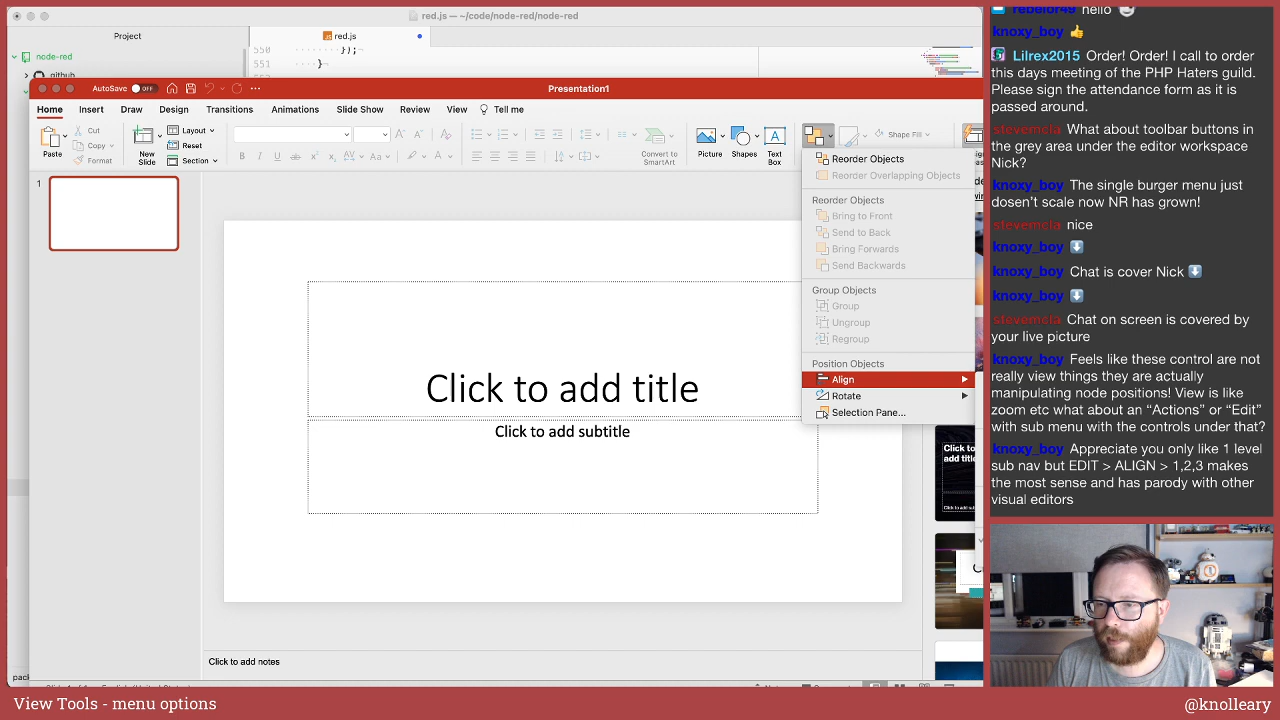 red.js — ~/code/node-red/node-red
Project
red.js
node-red
.github
550 });
551 }
AutoSave OFF
Presentation1
Home Insert Draw Design Transitions Animations Slide Show Review View Tell me
Paste
Cut
Copy
Format
New Slide
Layout
Reset
Section
Convert to SmartArt
Picture
Shapes
Text Box
Shape Fill
Reorder Objects
Reorder Overlapping Objects
Reorder Objects
Bring to Front
Send to Back
Bring Forwards
Send Backwards
Group Objects
Group
Ungroup
Regroup
Position Objects
Align
Rotate
Selection Pane...
1
Click to add title
Click to add subtitle
Click to add notes
rebelor49 hello
knoxy_boy 👍
Lilrex2015 Order! Order! I call to order
this days meeting of the PHP Haters guild.
Please sign the attendance form as it is
passed around.
stevemcla What about toolbar buttons in
the grey area under the editor workspace
Nick?
knoxy_boy The single burger menu just
dosen’t scale now NR has grown!
stevemcla nice
knoxy_boy ⬇️
knoxy_boy Chat is cover Nick ⬇️
knoxy_boy ⬇️
stevemcla Chat on screen is covered by
your live picture
knoxy_boy Feels like these control are not
really view things they are actually
manipulating node positions! View is like
zoom etc what about an “Actions” or “Edit”
with sub menu with the controls under that?
knoxy_boy Appreciate you only like 1 level
sub nav but EDIT > ALIGN > 1,2,3 makes
the most sense and has parody with other
visual editors
View Tools - menu options
@knolleary